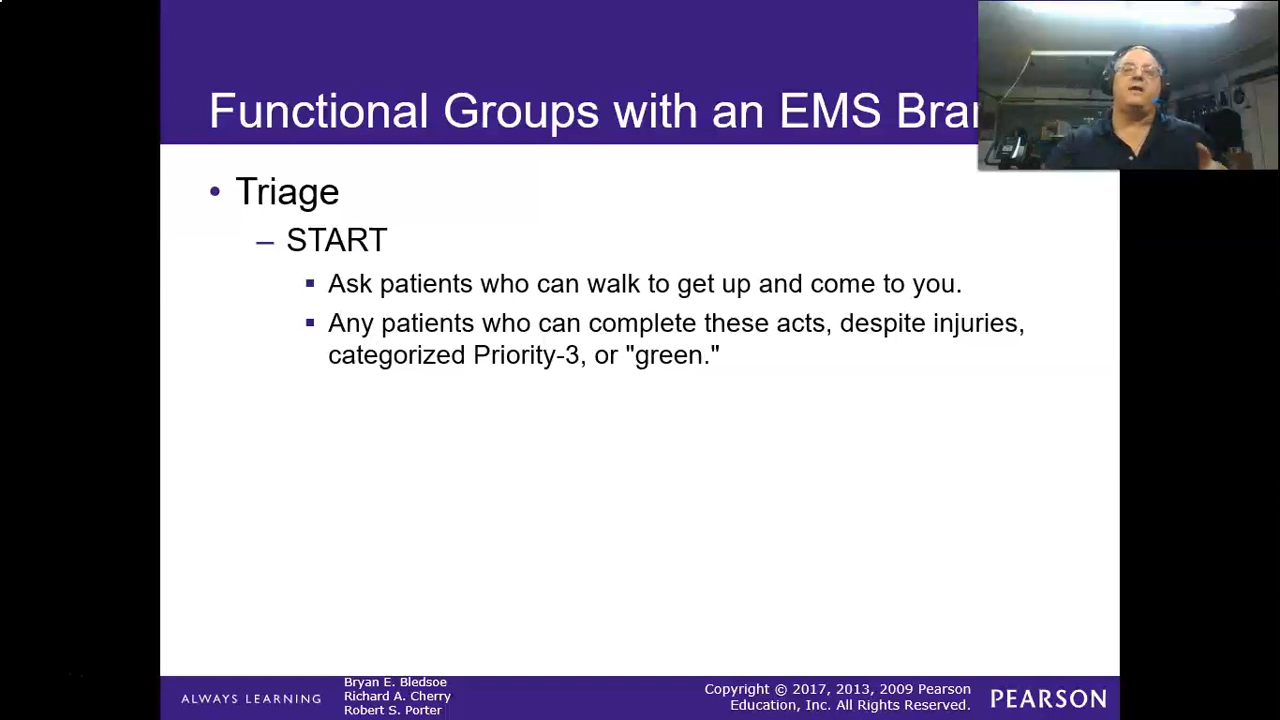 Functional Groups with an EMS
• Triage
– START
▪ Ask patients who can walk to get up and come to you.
▪ Any patients who can complete these acts, despite injuries,
categorized Priority-3, or "green."
ALWAYS LEARNING
Bryan E. Bledsoe
Richard A. Cherry
Robert S. Porter
Copyright © 2017, 2013, 2009 Pearson
Education, Inc. All Rights Reserved.
PEARSON